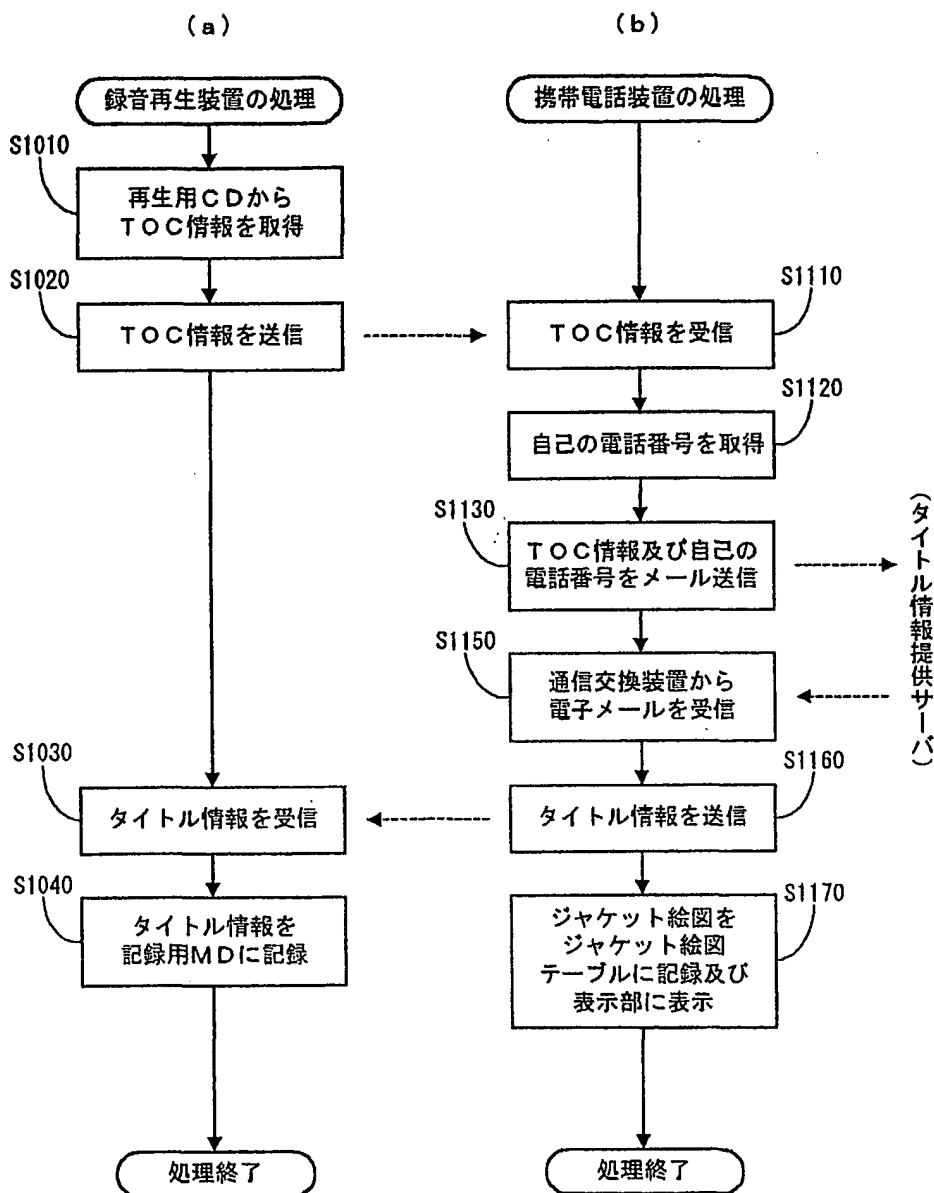 (a)
録音再生装置の処理
S1010
再生用CDから
TOC情報を取得
S1020
TOC情報を送信
S1030
タイトル情報を受信
S1040
タイトル情報を
記録用MDに記録
処理終了
(b)
携帯電話装置の処理
S1110
TOC情報を受信
S1120
自己の電話番号を取得
S1130
TOC情報及び自己の
電話番号をメール送信
S1150
通信交換装置から
電子メールを受信
S1160
タイトル情報を送信
S1170
ジャケット絵図を
ジャケット絵図
テーブルに記録及び
表示部に表示
処理終了
(タイトル情報提供サーバ)